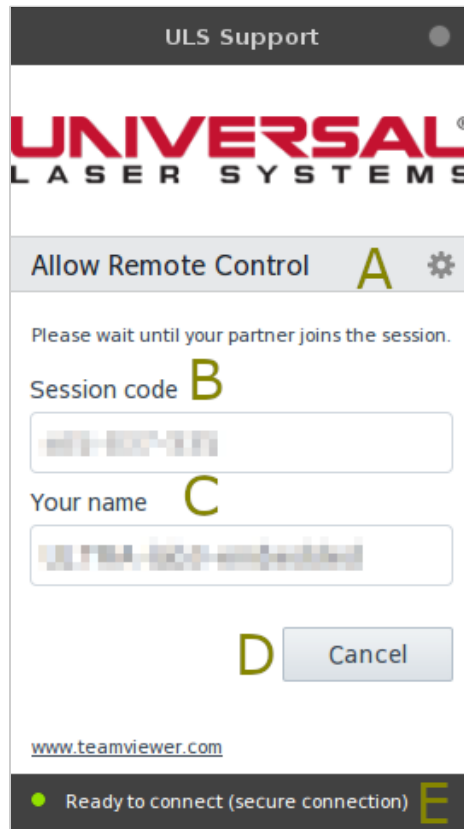 ULS Support
UNIVERSAL®
LASER SYSTEMS
Allow Remote Control A
Please wait until your partner joins the session.
Session code B
Your name C
D Cancel
www.teamviewer.com
Ready to connect (secure connection) E